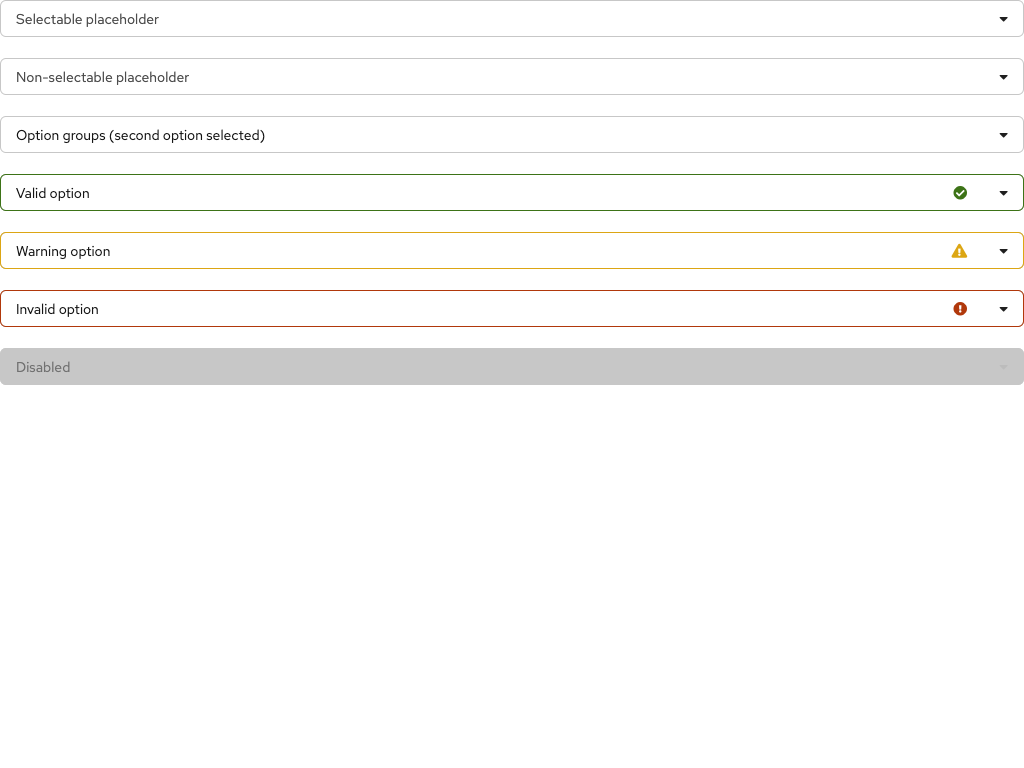 Selectable placeholder
Non-selectable placeholder
Option groups (second option selected)
Valid option
Warning option
Invalid option
Disabled